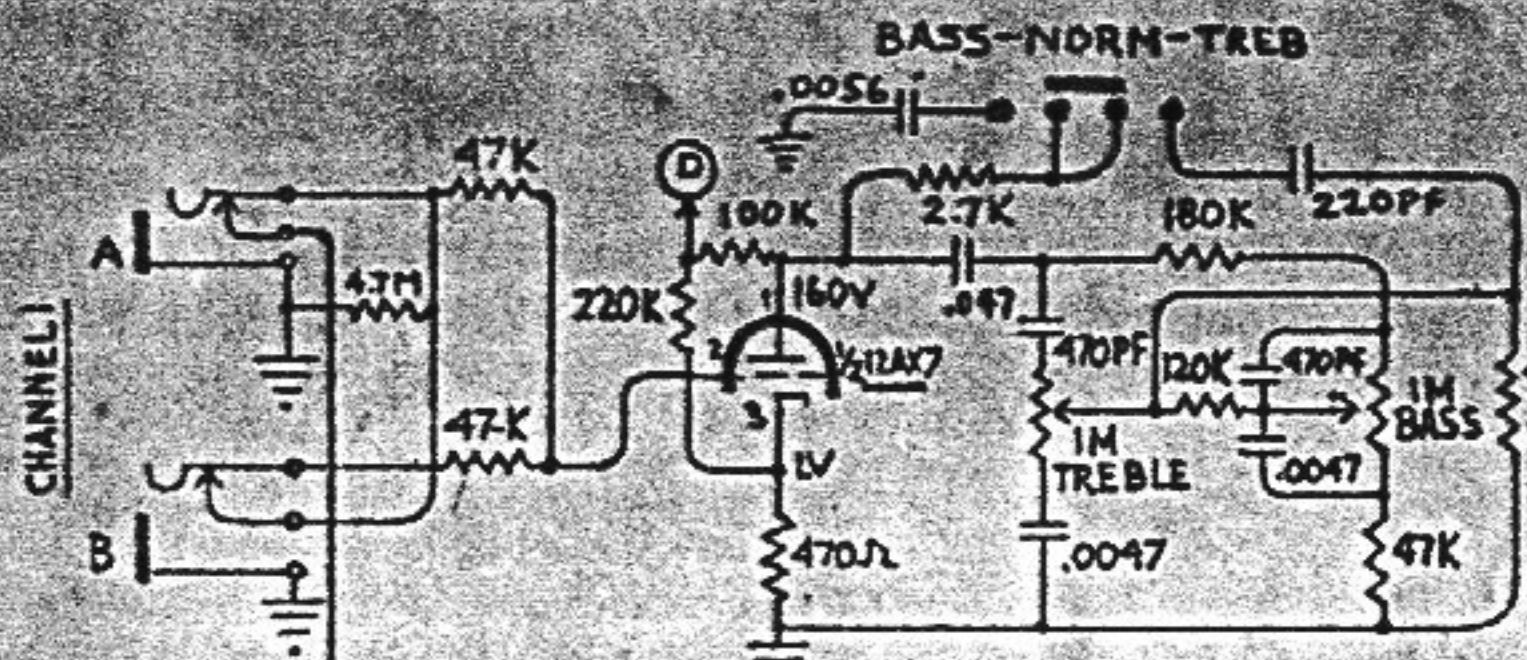 BASS-NORM-TREB
.0056
47K
D
100K
2.7K
180K
220PF
A
4.7M
220K
1
160V
.047
2
½12AX7
470PF
120K
470PF
1M
BASS
CHANNEL 1
47K
3
1M
TREBLE
.0047
B
470Ω
.0047
47K